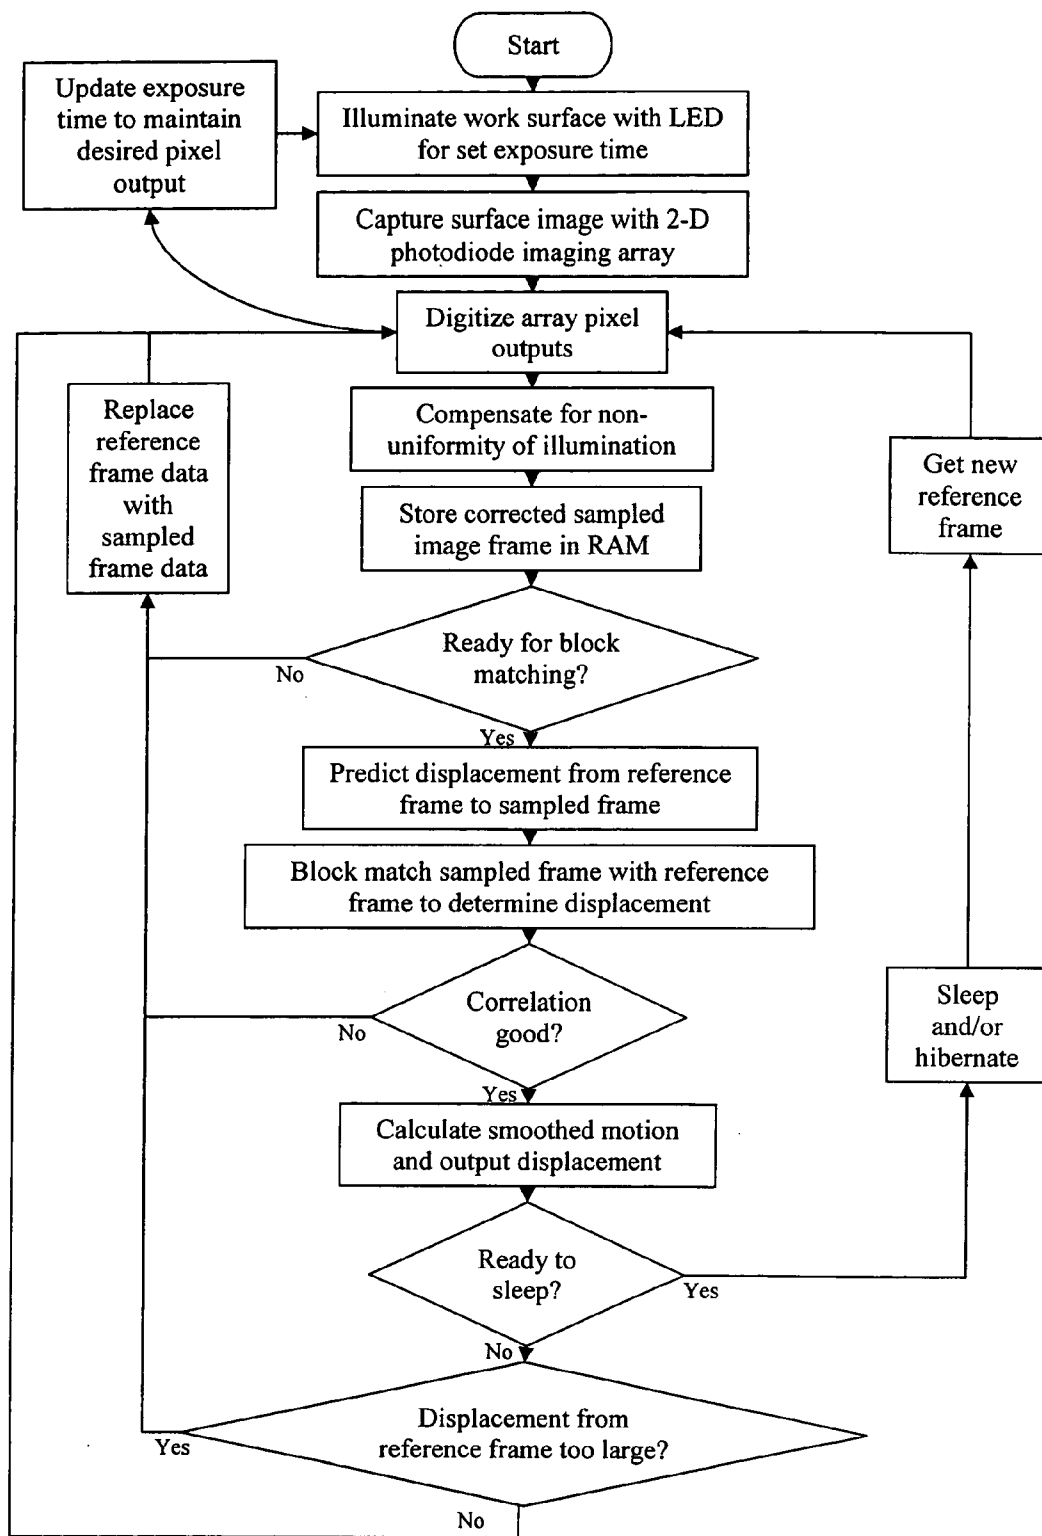 Start
Update exposure
time to maintain
desired pixel
output
Illuminate work surface with LED
for set exposure time
Capture surface image with 2-D
photodiode imaging array
Digitize array pixel
outputs
Replace
reference
frame data
with
sampled
frame data
Compensate for non-
uniformity of illumination
Get new
reference
frame
Store corrected sampled
image frame in RAM
Ready for block
matching?
No
Yes
Predict displacement from reference
frame to sampled frame
Block match sampled frame with reference
frame to determine displacement
Correlation
good?
No
Yes
Sleep
and/or
hibernate
Calculate smoothed motion
and output displacement
Ready to
sleep?
Yes
No
Displacement from
reference frame too large?
Yes
No